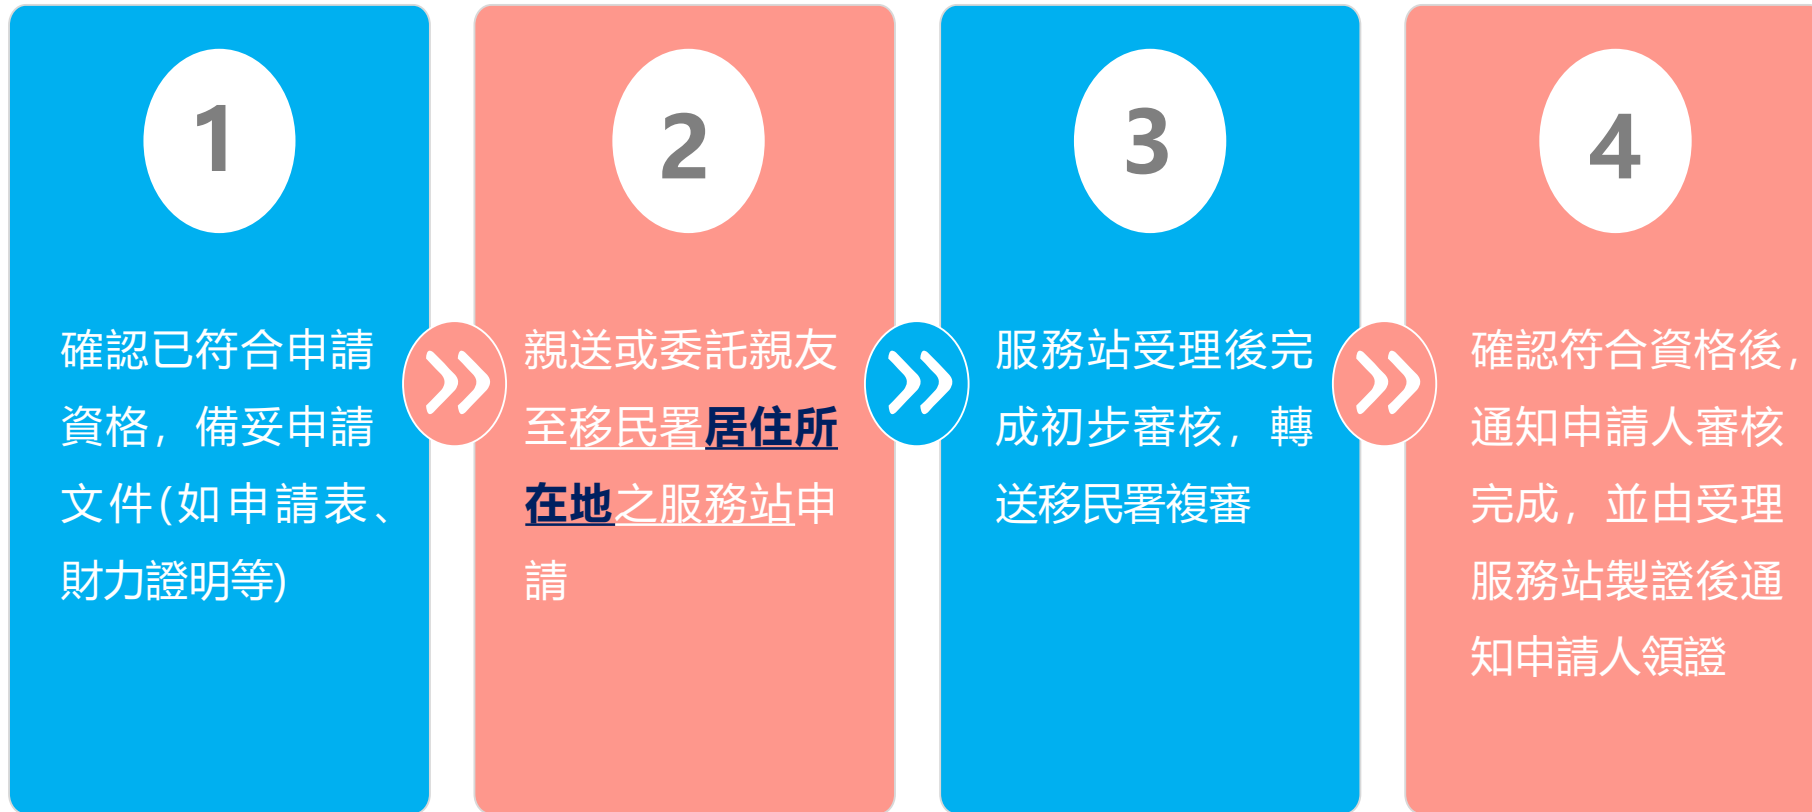 1
確認已符合申請
資格，備妥申請
文件(如申請表、
財力證明等)
2
親送或委託親友
至移民署居住所
在地之服務站申
請
3
服務站受理後完
成初步審核，轉
送移民署複審
4
確認符合資格後，
通知申請人審核
完成，並由受理
服務站製證後通
知申請人領證